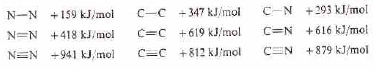 N—N +159 kJ/mol C—C +347 kJ/mol C—N +293 kJ/mol
N=N +418 kJ/mol C=C +619 kJ/mol C=N +616 kJ/mol
N≡N +941 kJ/mol C≡C +812 kJ/mol C≡N +879 kJ/mol